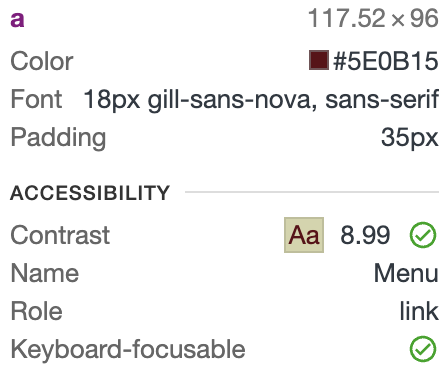 a 117.52 × 96
Color #5E0B15
Font 18px gill-sans-nova, sans-serif
Padding 35px
ACCESSIBILITY
Contrast Aa 8.99
Name Menu
Role link
Keyboard-focusable